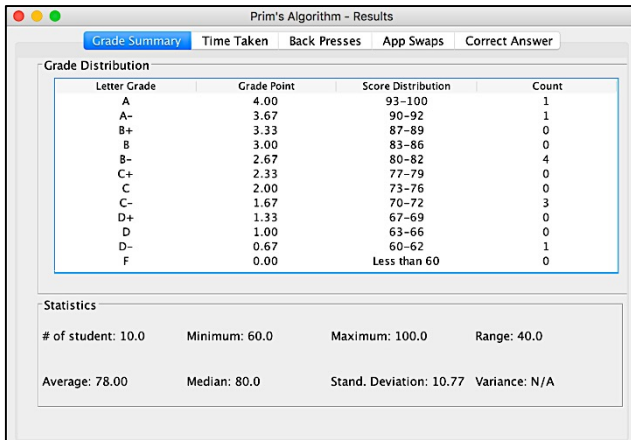 Prim's Algorithm - Results
Grade Summary Time Taken Back Presses App Swaps Correct Answer
Grade Distribution
Letter Grade Grade Point Score Distribution Count
A 4.00 93-100 1
A- 3.67 90-92 1
B+ 3.33 87-89 0
B 3.00 83-86 0
B- 2.67 80-82 4
C+ 2.33 77-79 0
C 2.00 73-76 0
C- 1.67 70-72 3
D+ 1.33 67-69 0
D 1.00 63-66 0
D- 0.67 60-62 1
F 0.00 Less than 60 0
Statistics
# of student: 10.0 Minimum: 60.0 Maximum: 100.0 Range: 40.0
Average: 78.00 Median: 80.0 Stand. Deviation: 10.77 Variance: N/A